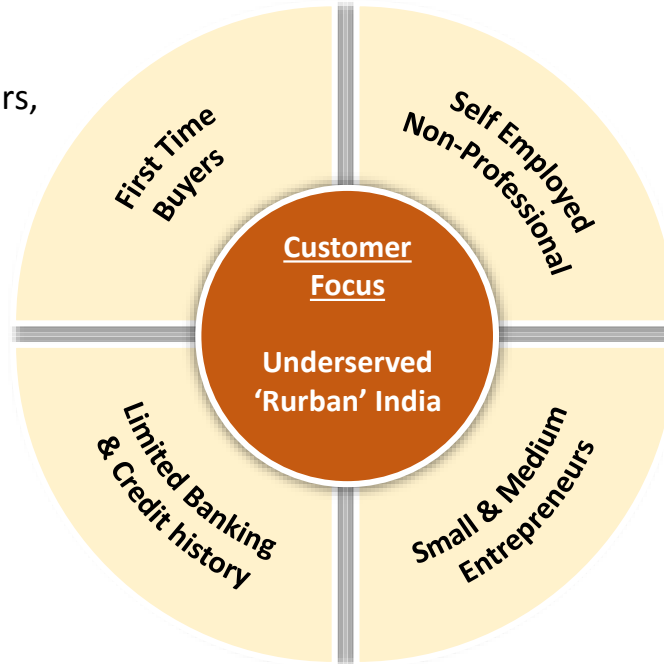 rs,
First Time
Buyers
Self Employed
Non-Professional
Customer
Focus
Underserved
‘Rurban’ India
Limited Banking
& Credit history
Small & Medium
Entrepreneurs